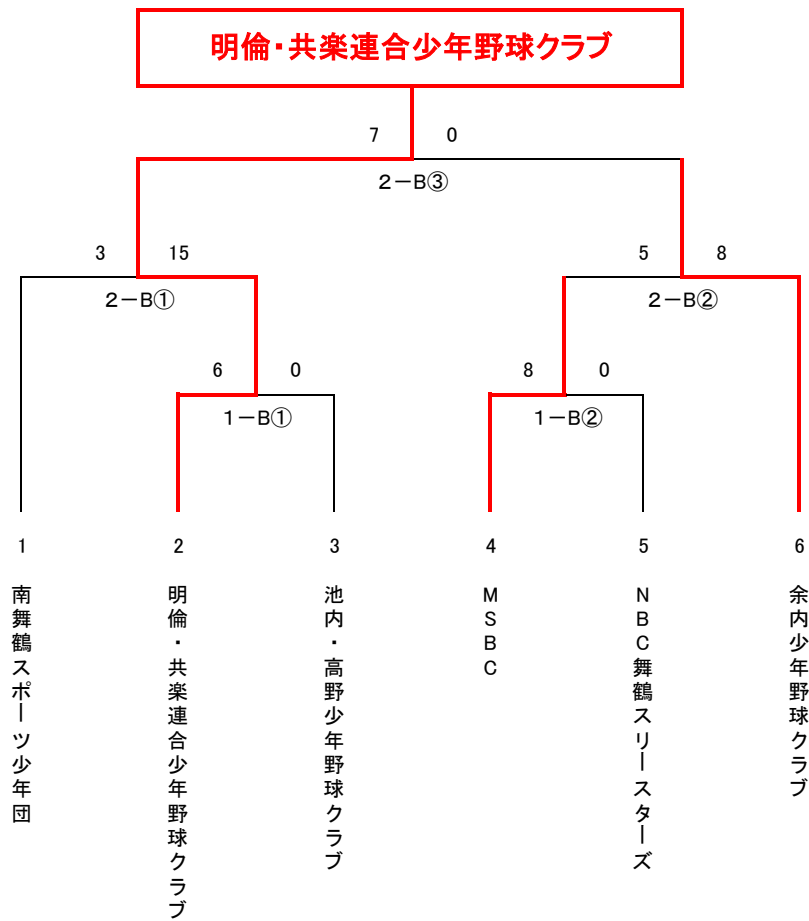 明倫・共楽連合少年野球クラブ
7 0
2－B③
3 15 5 8
2－B① 2－B②
6 0 8 0
1－B① 1－B②
1 2 3 4 5 6
南舞鶴スポーツ少年団
明倫・共楽連合少年野球クラブ
池内・高野少年野球クラブ
MSBC
NBC舞鶴スリースターズ
余内少年野球クラブ